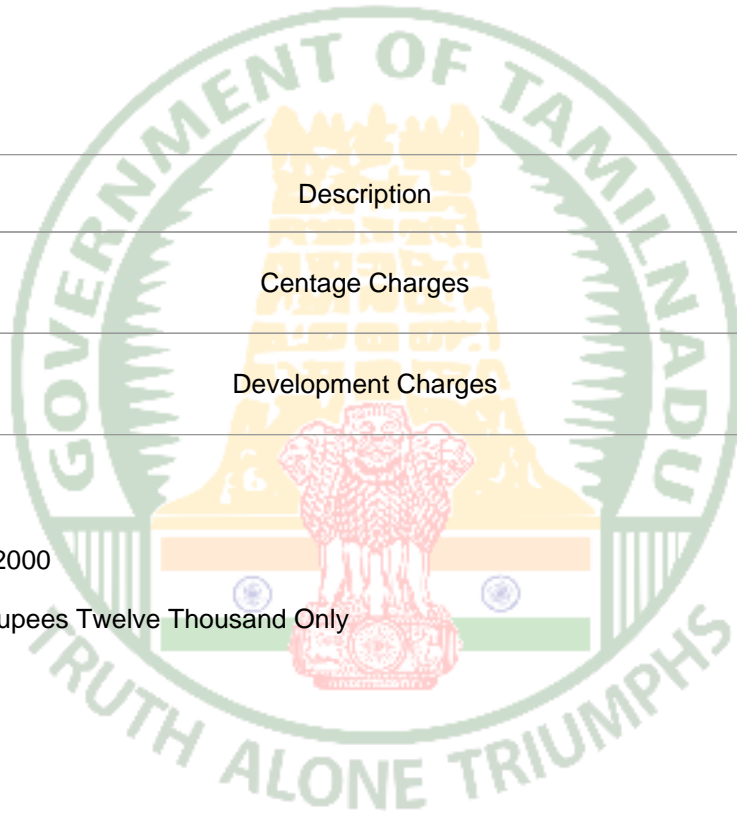 GOVERNMENT OF TAMILNADU
Description
Centage Charges
Development Charges
2000
upees Twelve Thousand Only
TRUTH ALONE TRIUMPHS